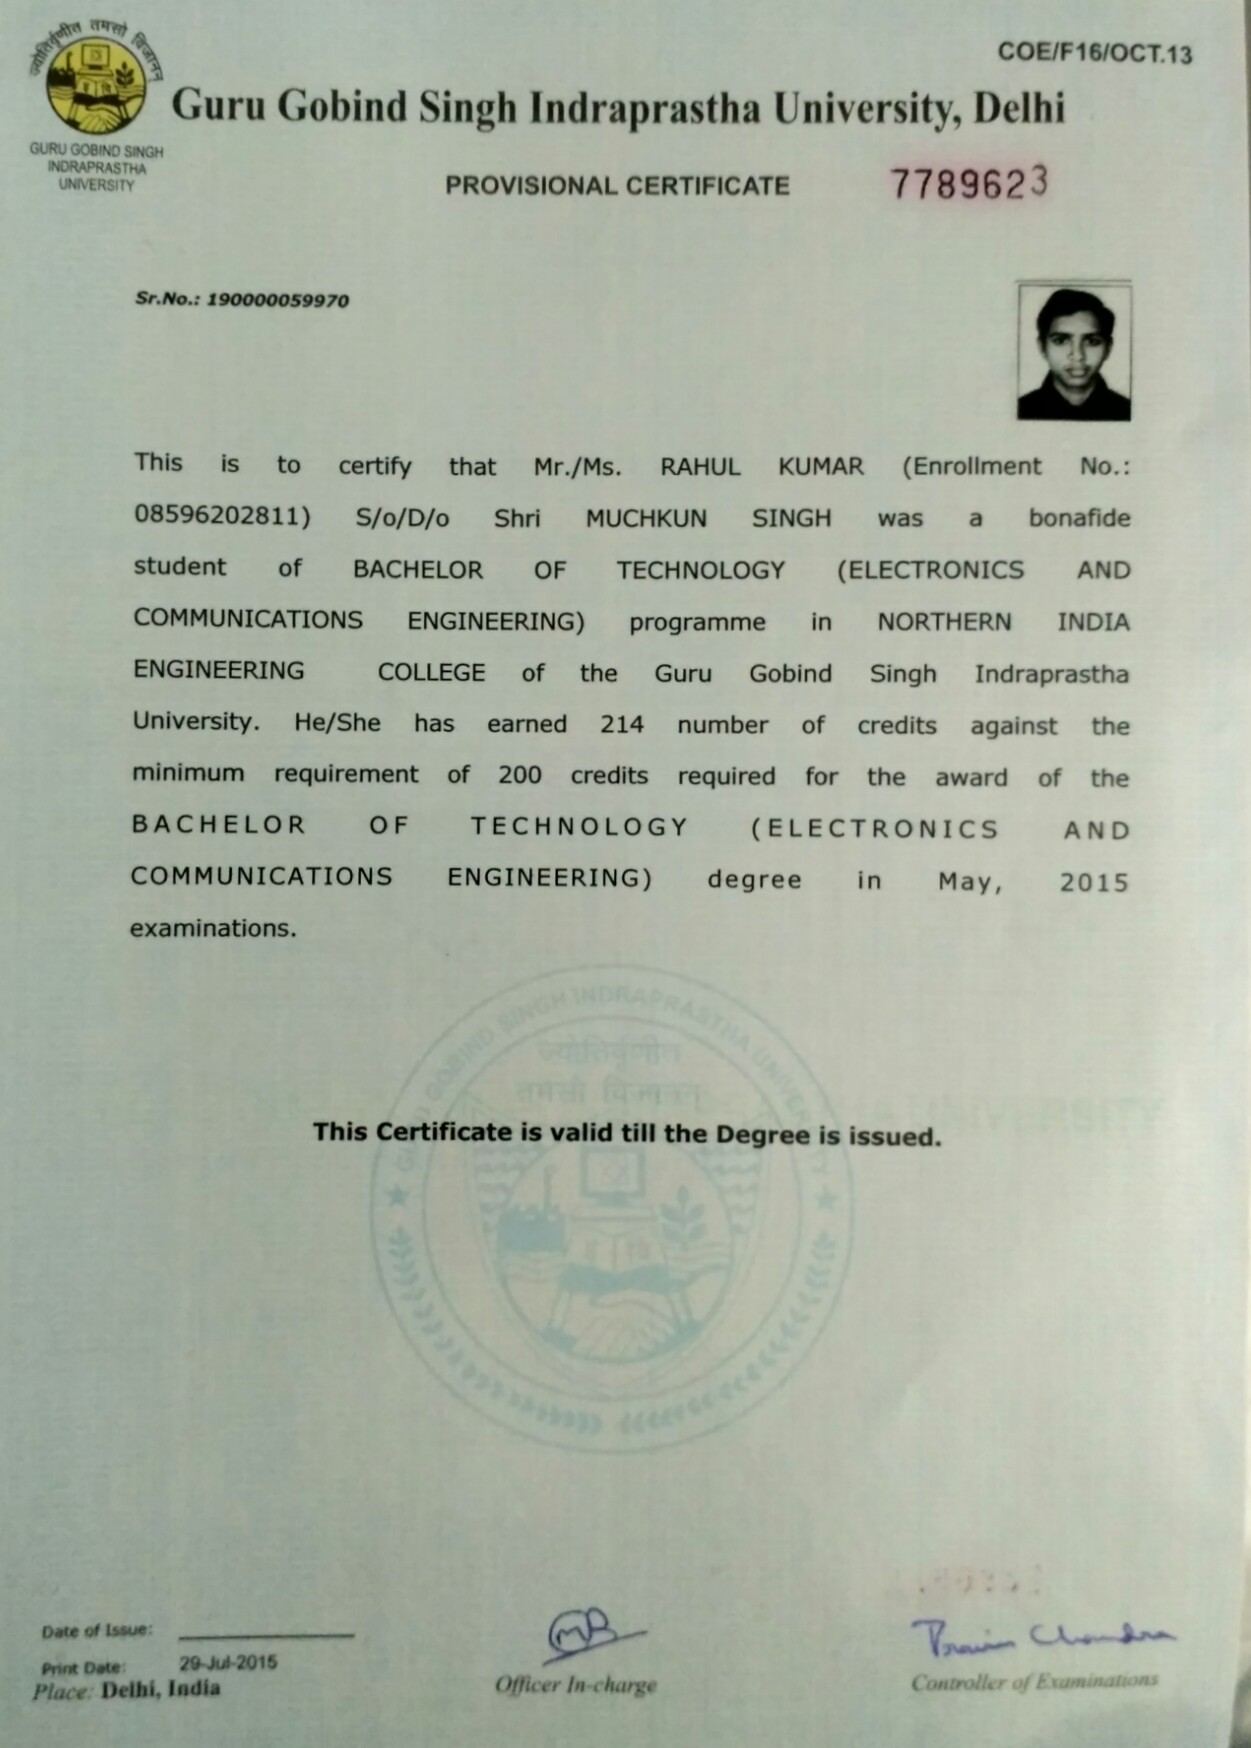 COE/F16/OCT.13
ज्योतिर्वृणीत तमसो विजानन
Guru Gobind Singh Indraprastha University, Delhi
GURU GOBIND SINGH
INDRAPRASTHA
UNIVERSITY
PROVISIONAL CERTIFICATE
7789623
Sr.No.: 190000059970
This is to certify that Mr./Ms. RAHUL KUMAR (Enrollment No.:
08596202811) S/o/D/o Shri MUCHKUN SINGH was a bonafide
student of BACHELOR OF TECHNOLOGY (ELECTRONICS AND
COMMUNICATIONS ENGINEERING) programme in NORTHERN INDIA
ENGINEERING COLLEGE of the Guru Gobind Singh Indraprastha
University. He/She has earned 214 number of credits against the
minimum requirement of 200 credits required for the award of the
BACHELOR OF TECHNOLOGY (ELECTRONICS AND
COMMUNICATIONS ENGINEERING) degree in May, 2015
examinations.
GURU GOBIND SINGH INDRAPRASTHA UNIVERSITY
ज्योतिर्वृणीत
तमसो विजानन
This Certificate is valid till the Degree is issued.
Date of Issue:
Print Date: 29-Jul-2015
Place: Delhi, India
Officer In-charge
Controller of Examinations